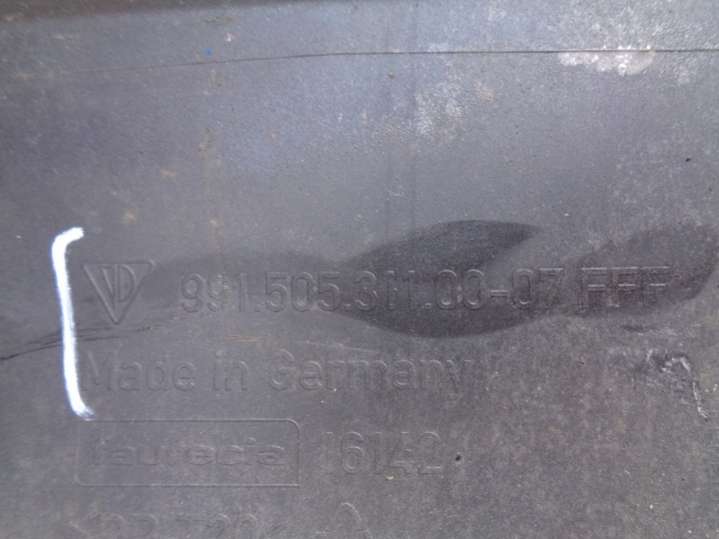 991.505.311.00-07 FFF
Made in Germany
faurecia 16142